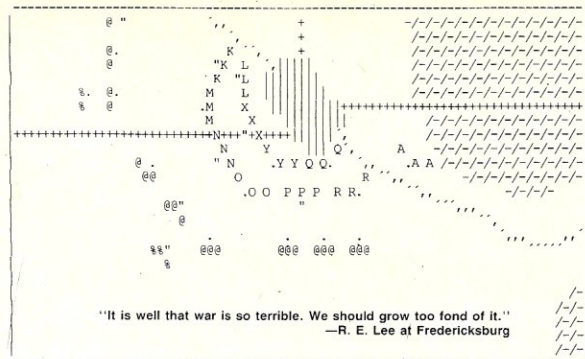 @ " + -/-/-/-/-/-/-/-/-/-/-/-
+ /-/-/-/-/-/-/-/-/-/-/-
@. K + -/-/-/-/-/-/-/-/-/-/-
@ "K L /-/-/-/-/-/-/-/-/-/-/-
K "L -/-/-/-/-/-/-/-/-/-/-
%. @ M L -/-/-/-/-/-/-/-/-/-/-
% @ M X ++++++++++++++++++++++++++++++++
M X -/-/-/-/-/-/-/-/-/-
++++++++++++++++++++++++++N+++"+X++++ /-/-/-/-/-/-/-/-/-/-
N Y Q A -/-/-/-/-/-/-/-/-
@ . " N .Y Y Q Q. .A A /-/-/-/-/-/-/-/-/-
@@ O R -/-/-/-/-/-/-
.O O P P P R R. -/-/-/-
@@" "
@
. . . .
%%" @@@ @@@ @@@ @@@
%
/-
/-/-
"It is well that war is so terrible. We should grow too fond of it."
—R. E. Lee at Fredericksburg